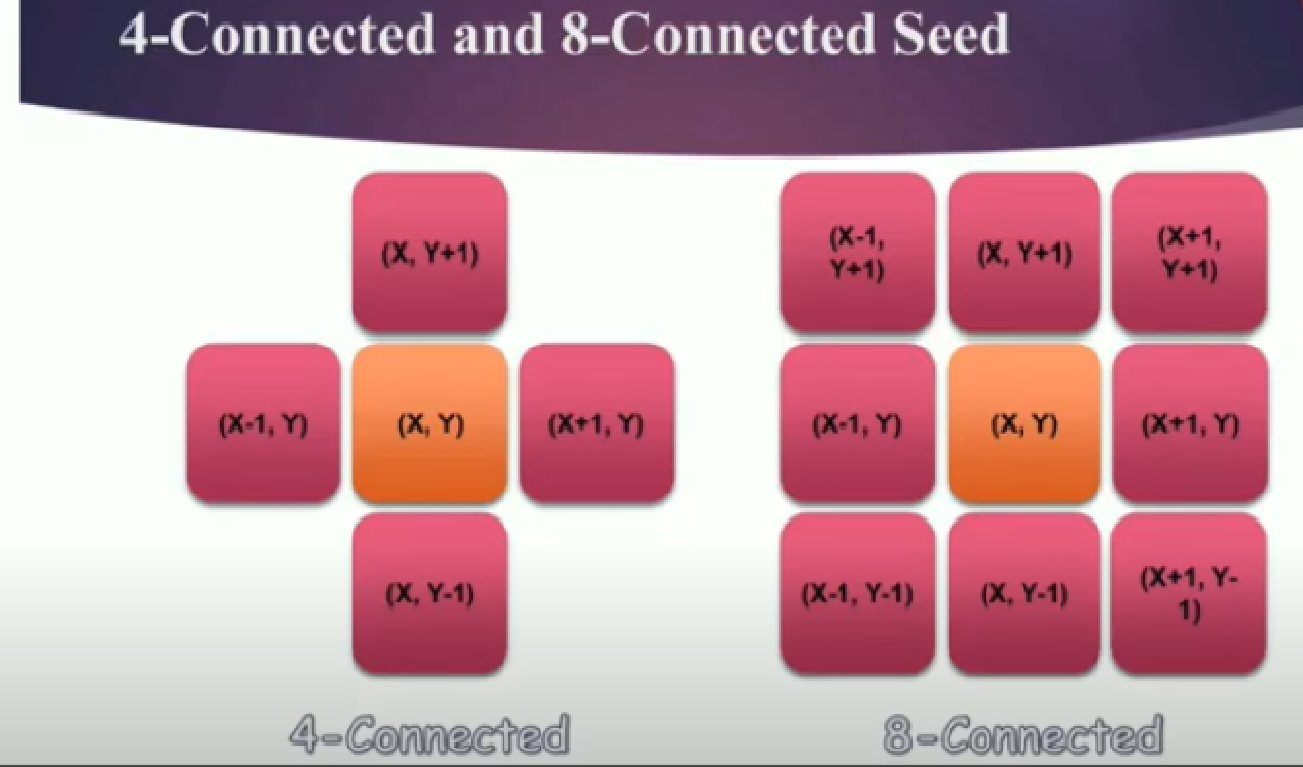 4-Connected and 8-Connected Seed
(X, Y+1)
(X-1, Y)
(X, Y)
(X+1, Y)
(X, Y-1)
4-Connected
(X-1,
Y+1)
(X, Y+1)
(X+1,
Y+1)
(X-1, Y)
(X, Y)
(X+1, Y)
(X-1, Y-1)
(X, Y-1)
(X+1, Y-
1)
8-Connected